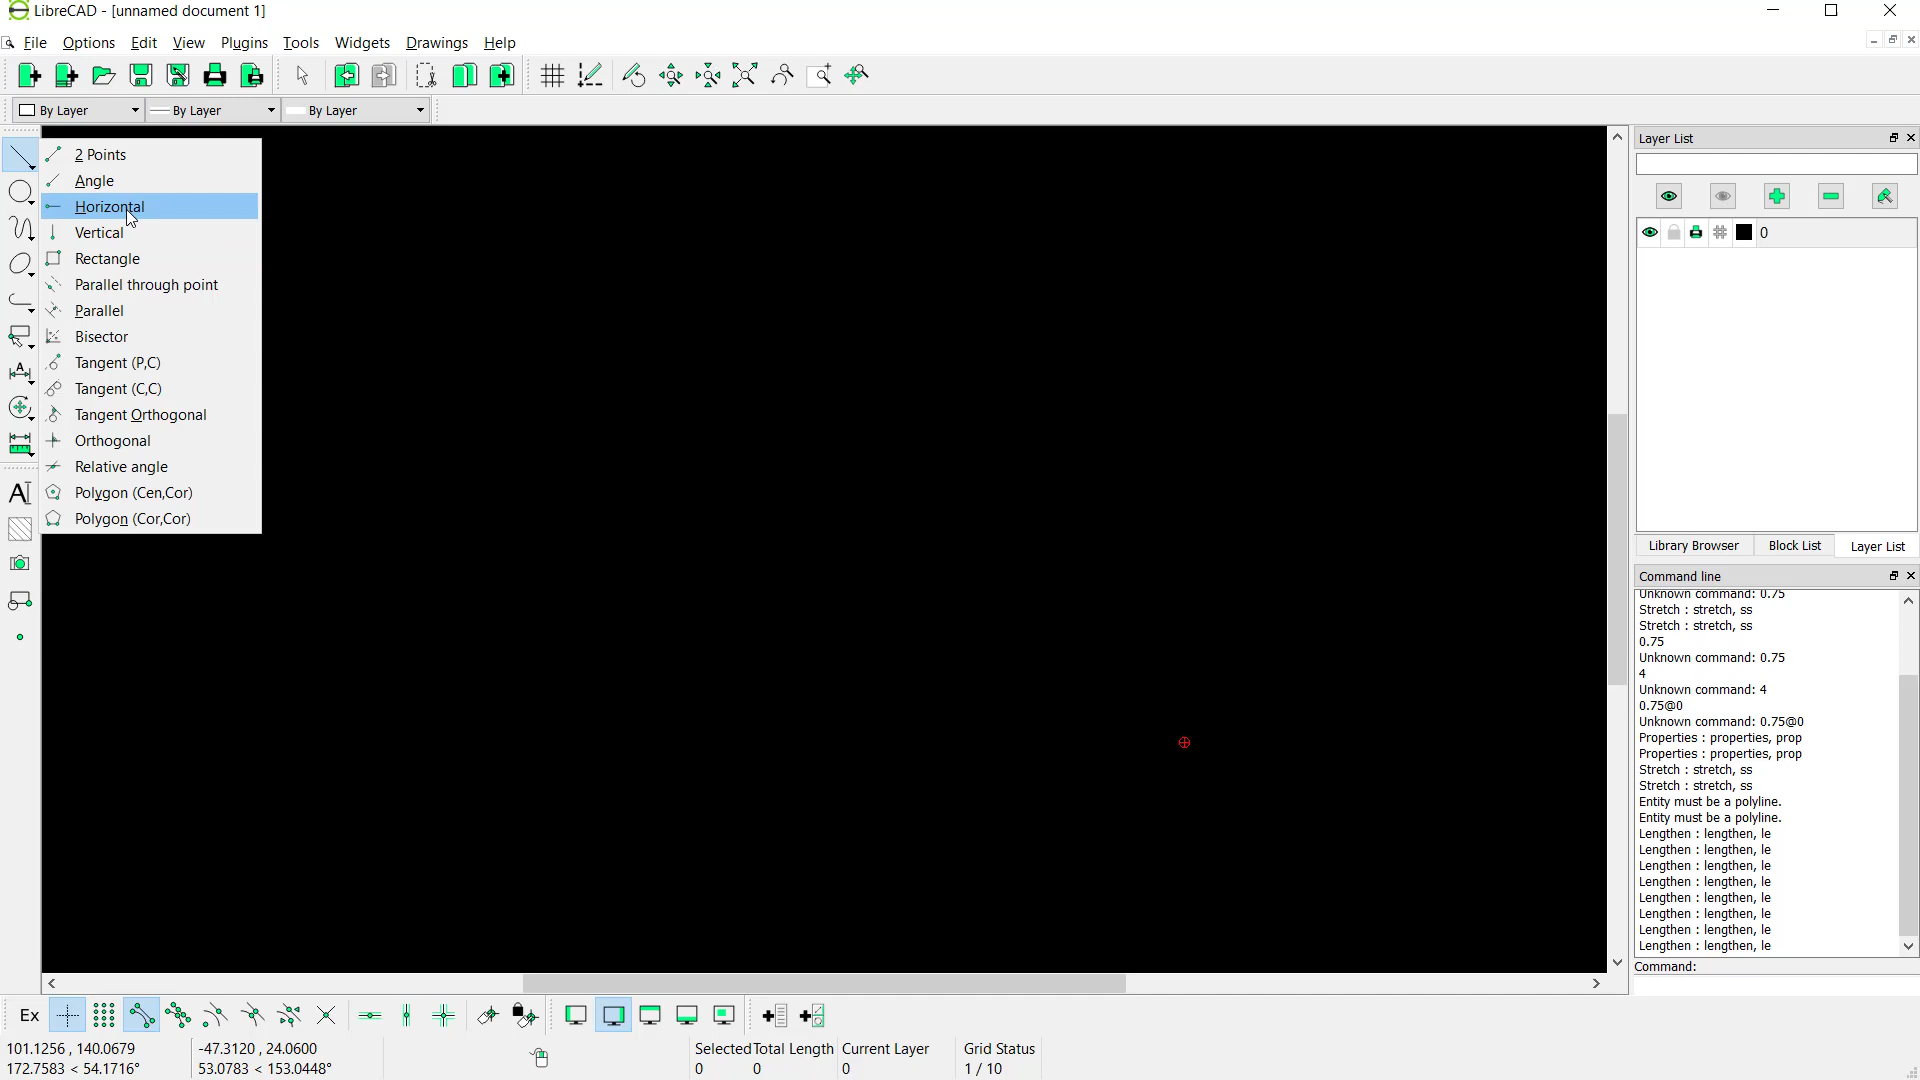 LibreCAD - [unnamed document 1]
File Options Edit View Plugins Tools Widgets Drawings Help
By Layer By Layer By Layer
2 Points
Angle
Horizontal
Vertical
Rectangle
Parallel through point
Parallel
Bisector
Tangent (P,C)
Tangent (C,C)
Tangent Orthogonal
Orthogonal
Relative angle
Polygon (Cen,Cor)
Polygon (Cor,Cor)
Layer List
0
Library Browser Block List Layer List
Command line
Unknown command: 0.75
Stretch : stretch, ss
Stretch : stretch, ss
0.75
Unknown command: 0.75
4
Unknown command: 4
0.75@0
Unknown command: 0.75@0
Properties : properties, prop
Properties : properties, prop
Stretch : stretch, ss
Stretch : stretch, ss
Entity must be a polyline.
Entity must be a polyline.
Lengthen : lengthen, le
Lengthen : lengthen, le
Lengthen : lengthen, le
Lengthen : lengthen, le
Lengthen : lengthen, le
Lengthen : lengthen, le
Lengthen : lengthen, le
Lengthen : lengthen, le
Command:
Ex
101.1256 , 140.0679 -47.3120 , 24.0600 Selected Total Length Current Layer Grid Status
172.7583 < 54.1716° 53.0783 < 153.0448° 0 0 0 1 / 10